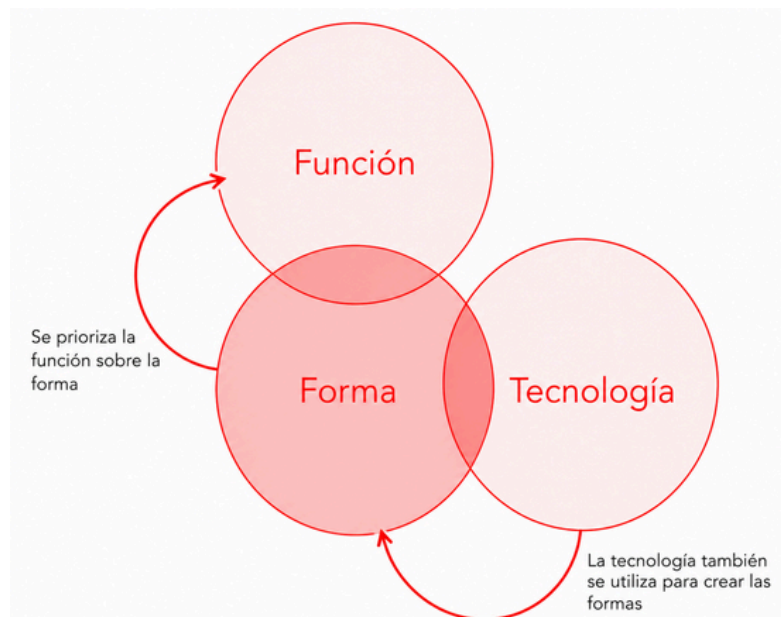 Función
Se prioriza la
función sobre la
forma
Forma
Tecnología
La tecnología también
se utiliza para crear las
formas